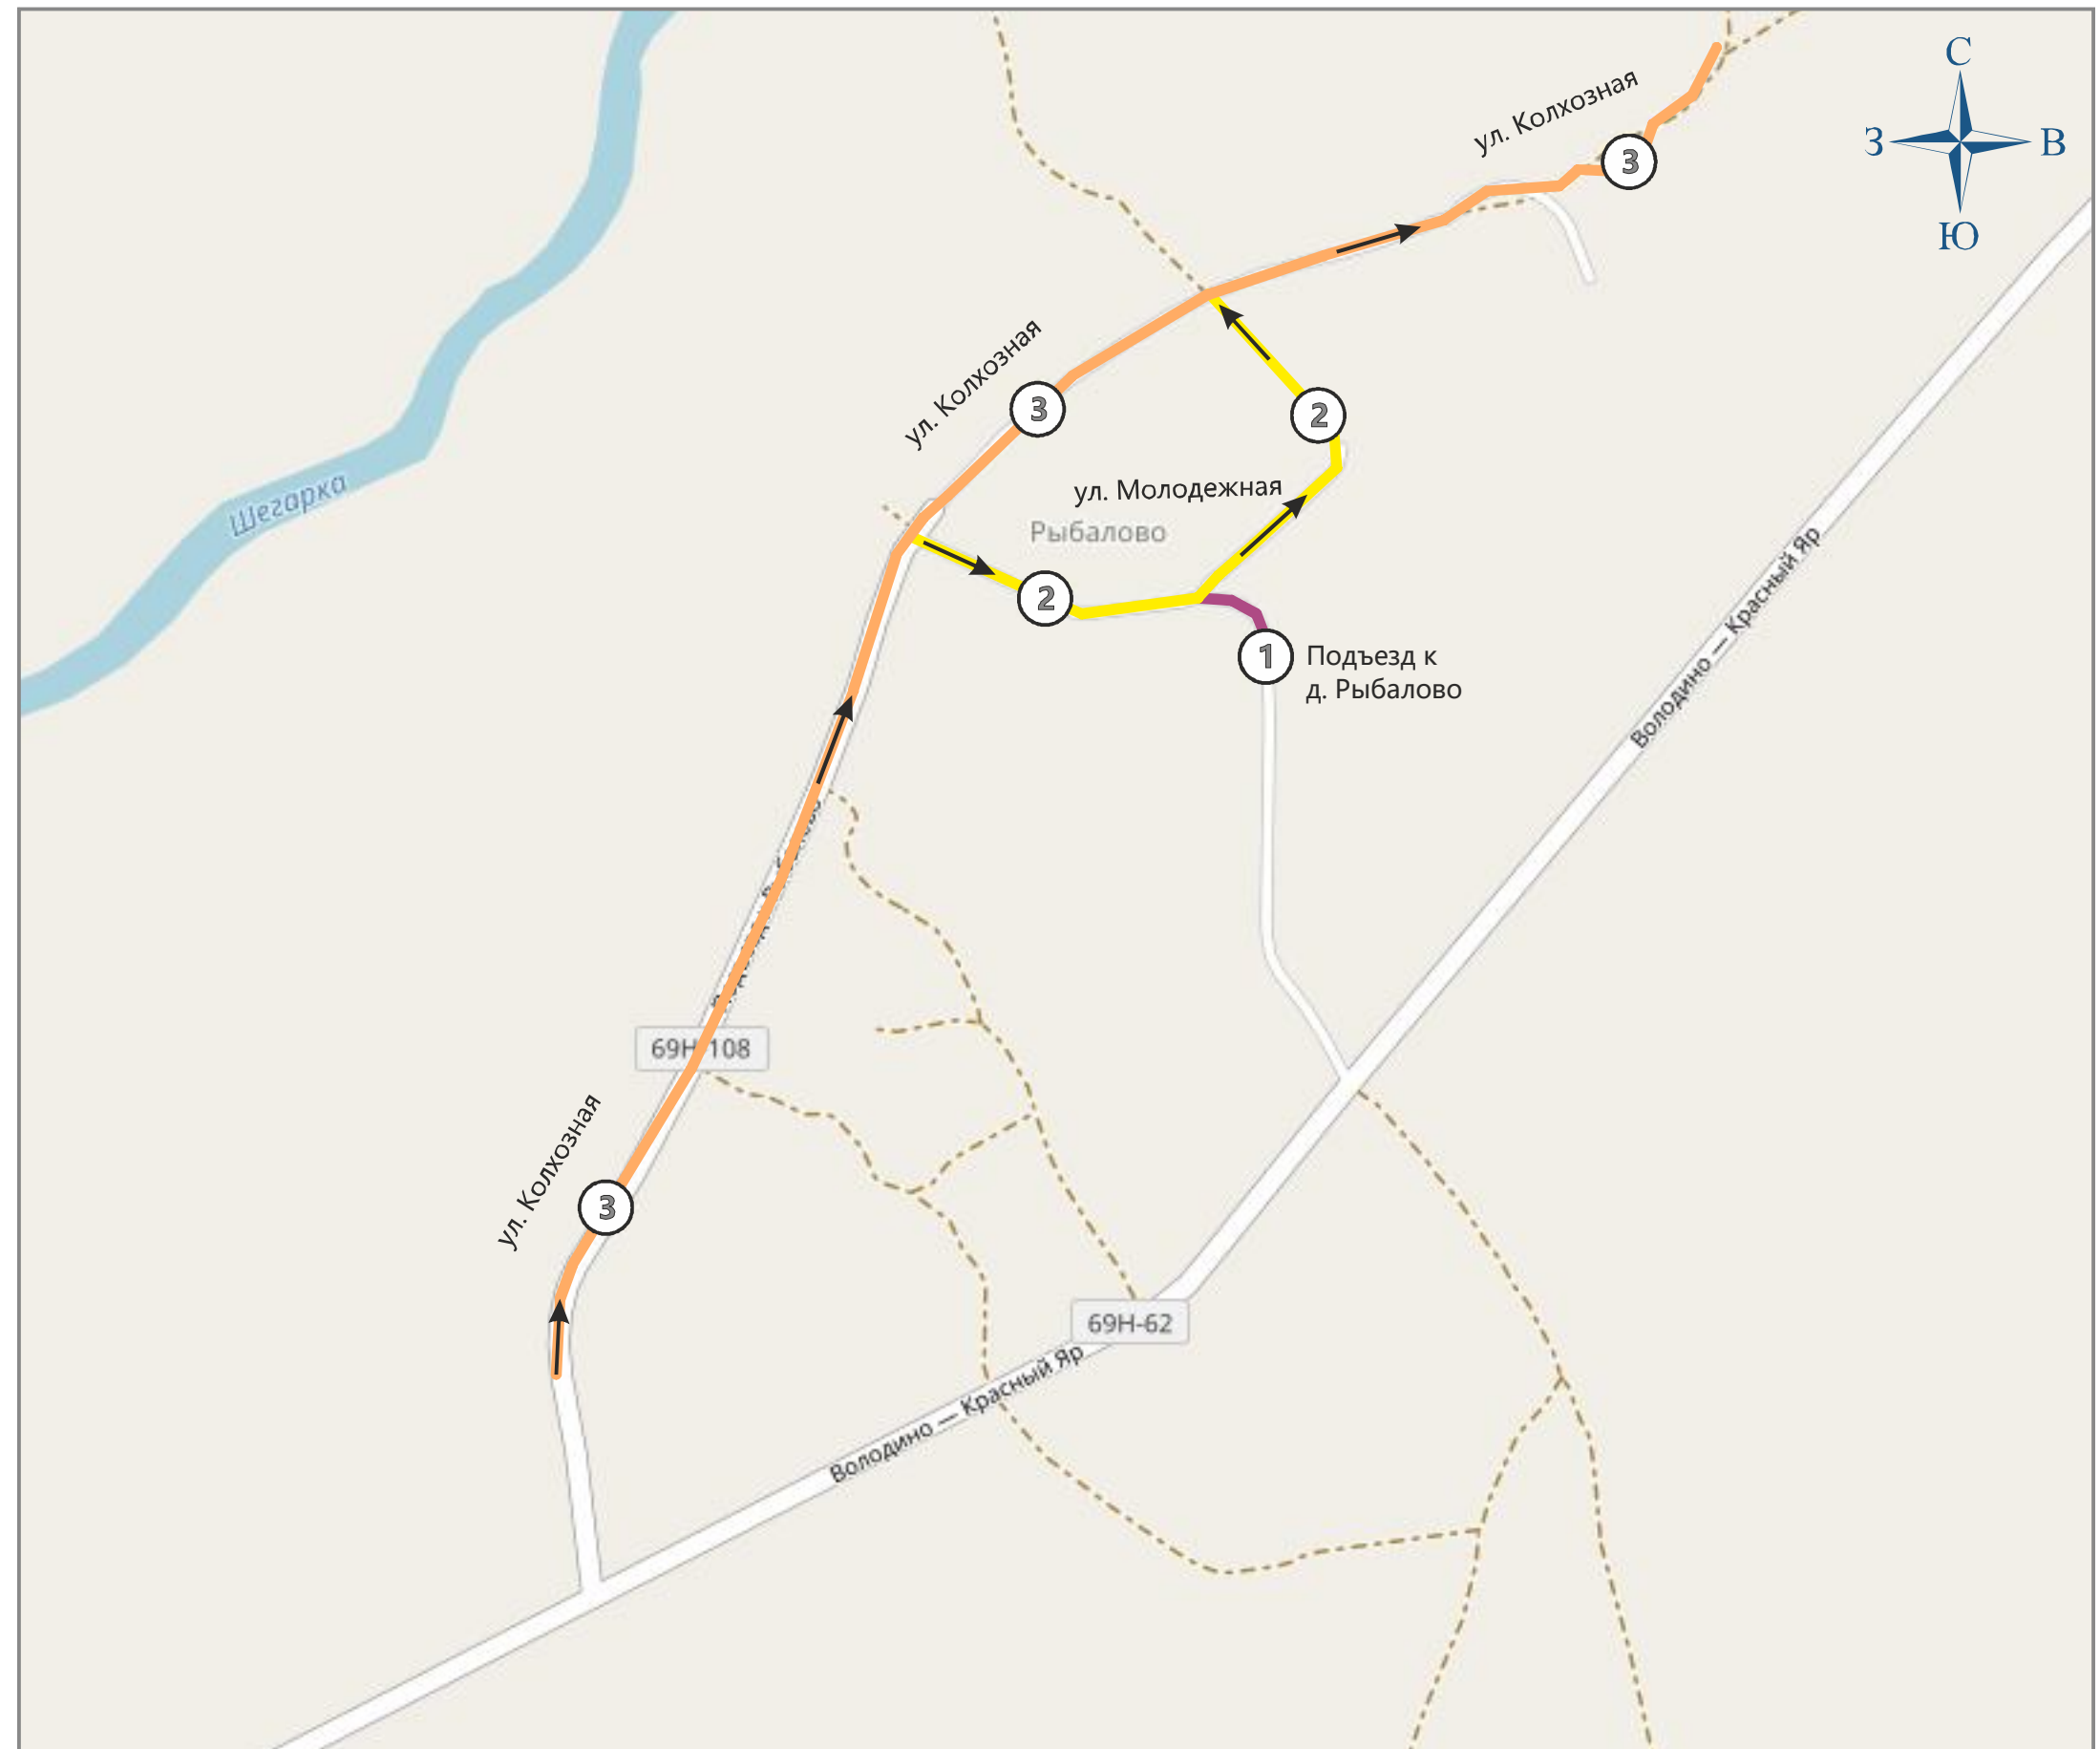 С
ул. Колхозная
З
В
3
Ю
ул. Колхозная
3
2
ул. Молодежная
Шегарка
Рыбалово
2
1
Подъезд к
д. Рыбалово
Володино — Красный Яр
69Н-108
ул. Колхозная
3
69Н-62
Володино — Красный Яр